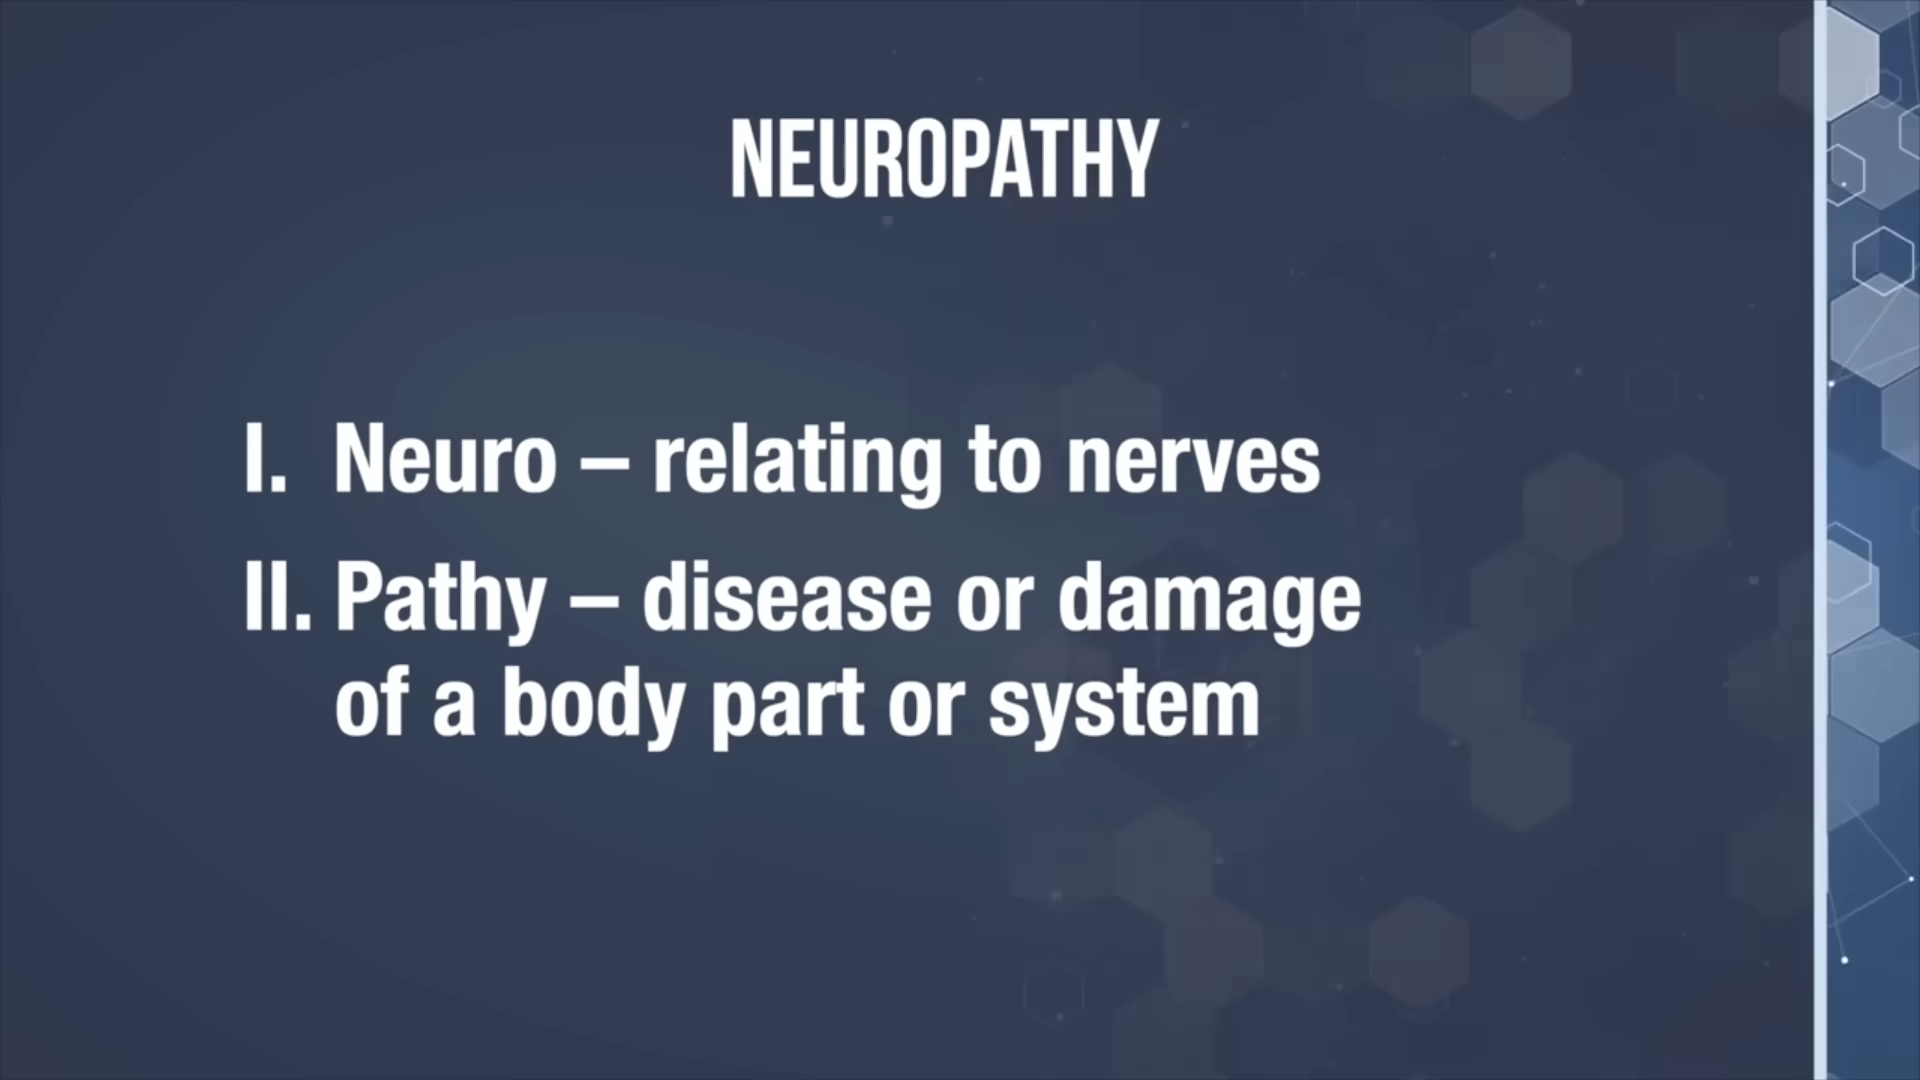 NEUROPATHY
I. Neuro – relating to nerves
II. Pathy – disease or damage
of a body part or system